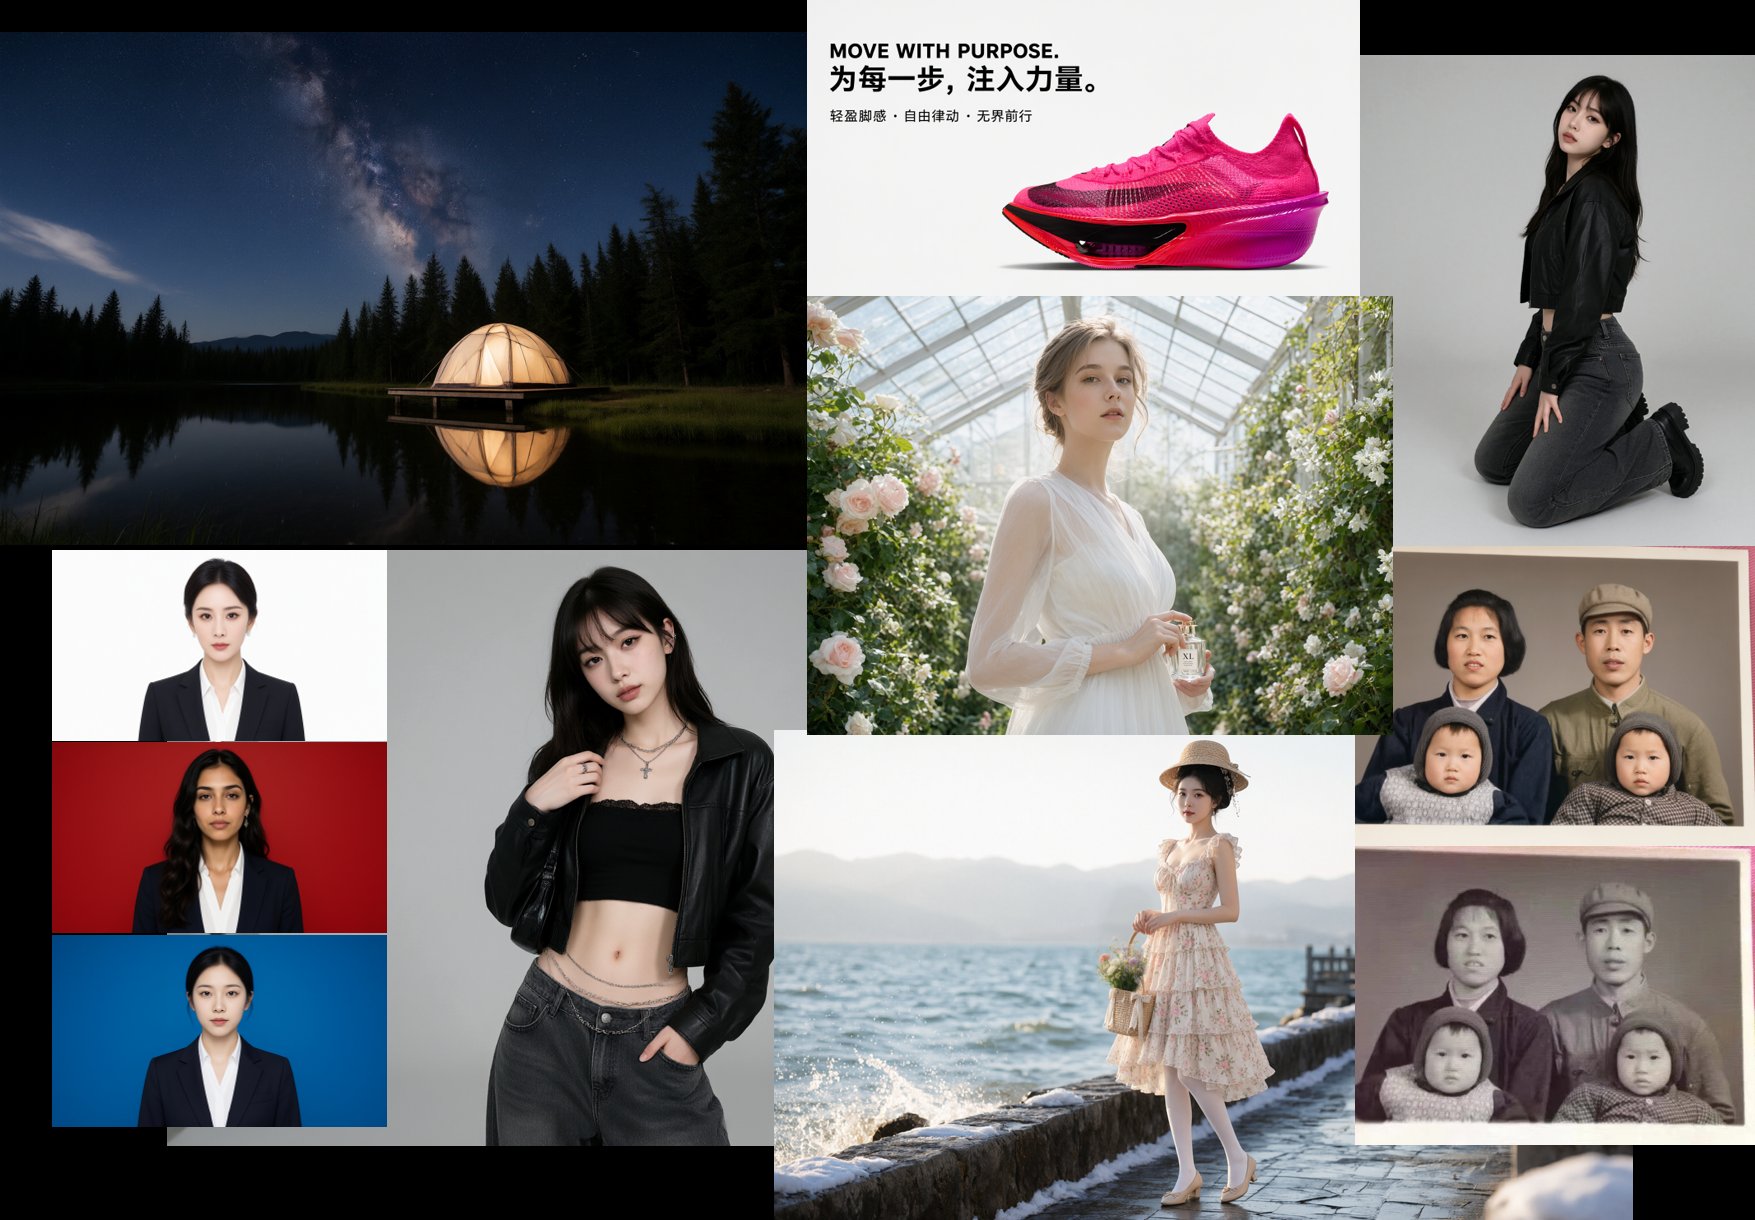 MOVE WITH PURPOSE.
为每一步, 注入力量。
轻盈脚感 · 自由律动 · 无界前行
XL